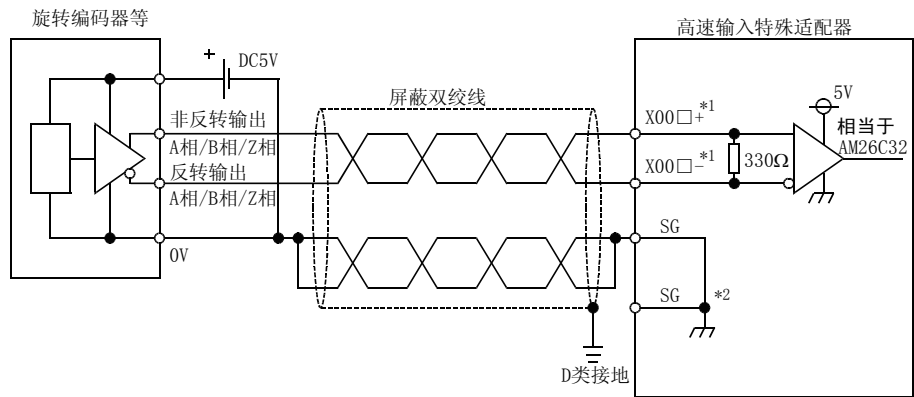 旋转编码器等
高速输入特殊适配器
+
DC5V
屏蔽双绞线
5V
非反转输出
A相/B相/Z相
反转输出
A相/B相/Z相
0V
X00□+*1
X00□-*1
330Ω
相当于
AM26C32
SG
SG
*2
D类接地